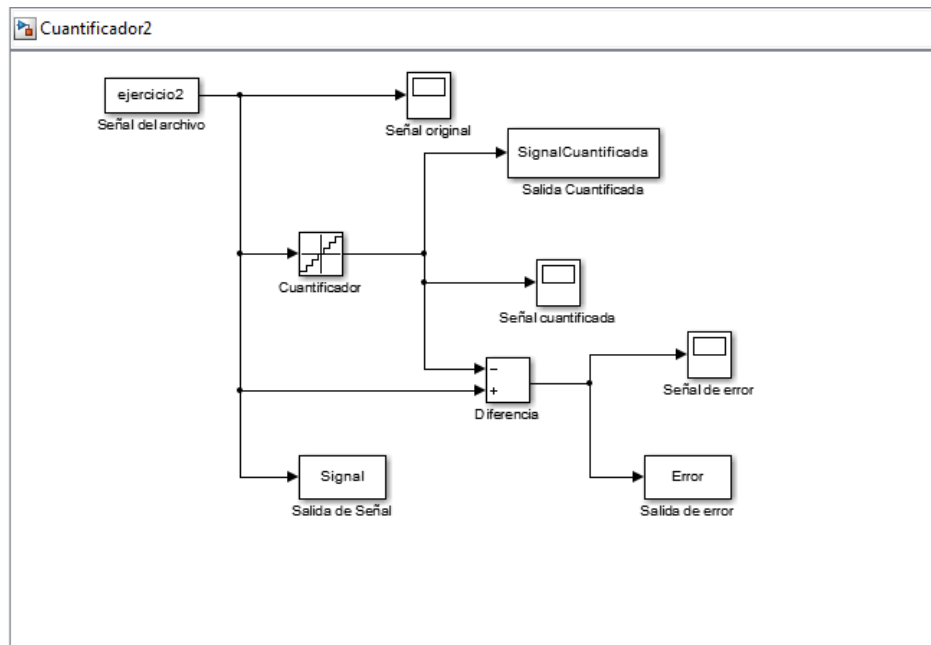 Cuantificador2
ejercicio2
Señal del archivo
Señal original
SignalCuantificada
Salida Cuantificada
Cuantificador
Señal cuantificada
−
+
Diferencia
Señal de error
Signal
Salida de Señal
Error
Salida de error